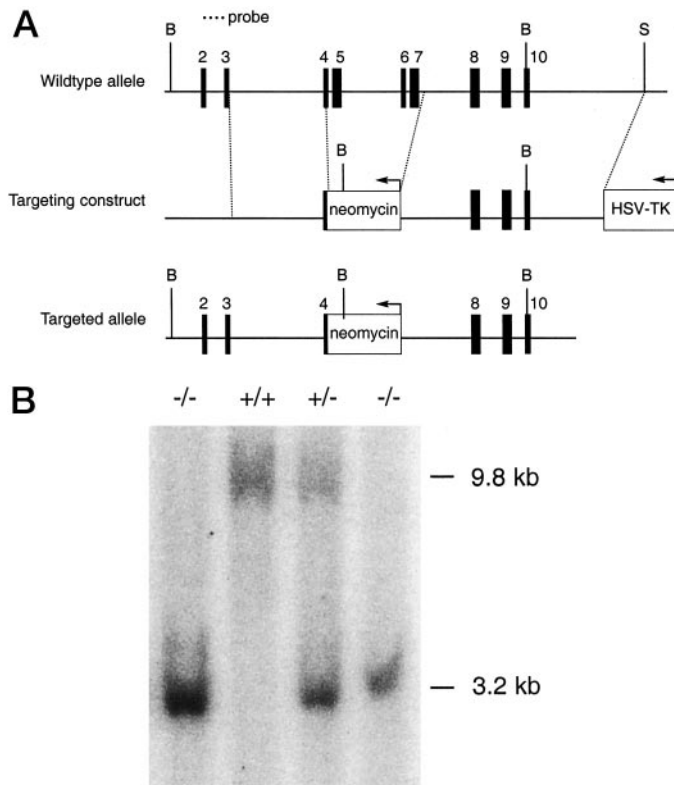 A
probe
B B S
2 3 4 5 6 7 8 9 10
Wildtype allele
B B
Targeting construct
neomycin
HSV-TK
B B B
2 3 4 8 9 10
Targeted allele
neomycin
B
-/- +/+ +/- -/-
9.8 kb
3.2 kb